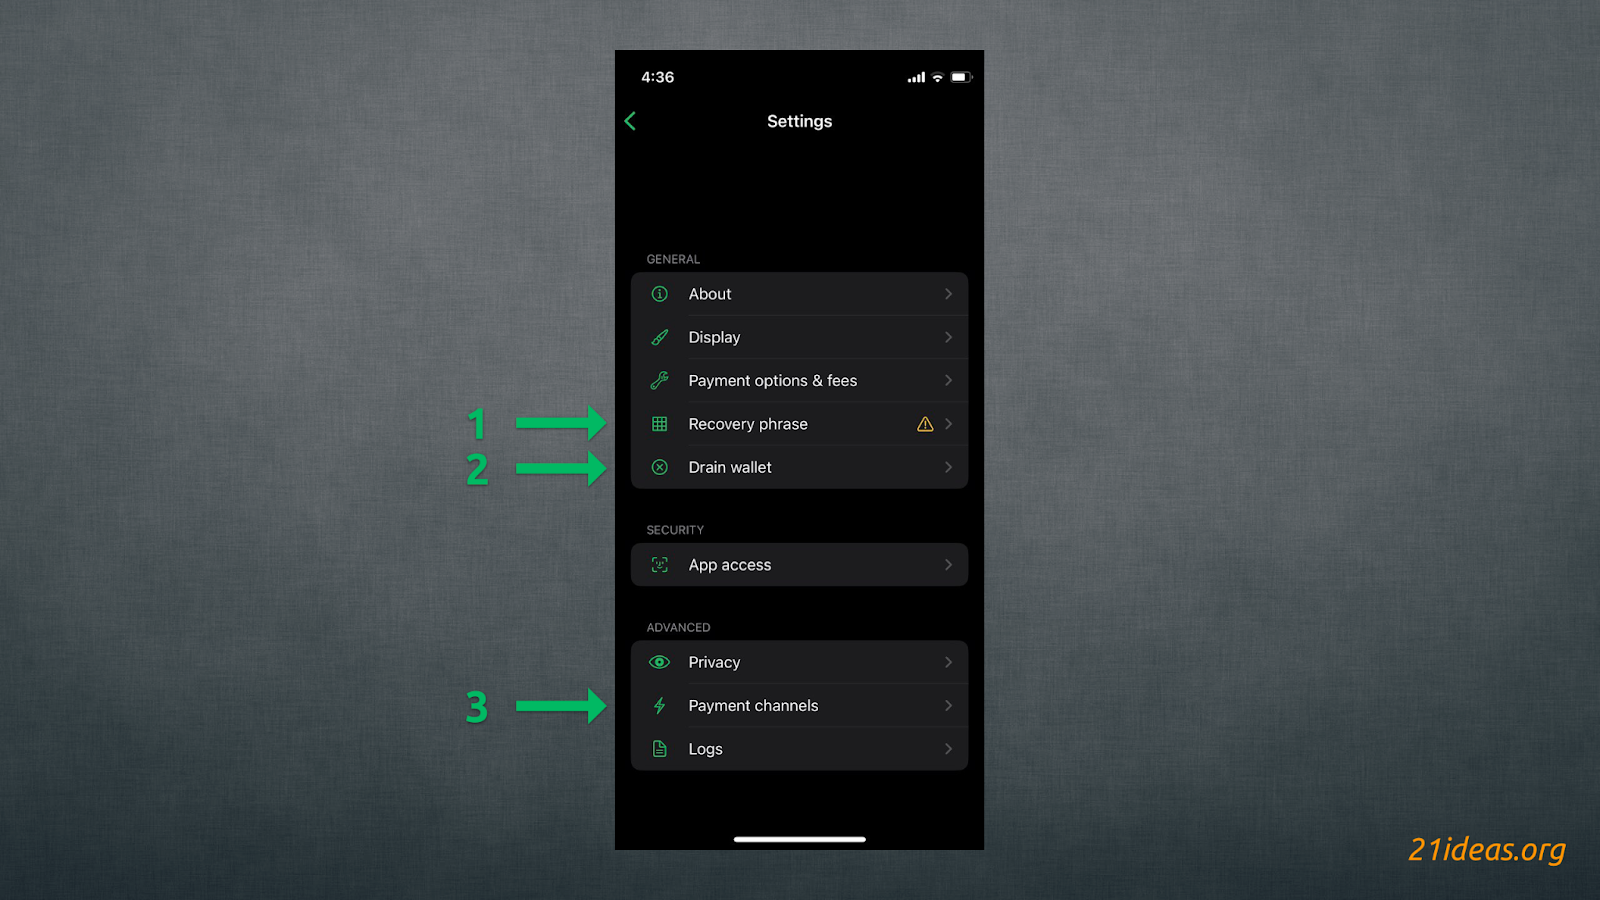 4:36
Settings
GENERAL
About
Display
Payment options & fees
1
Recovery phrase
2
Drain wallet
SECURITY
App access
ADVANCED
Privacy
3
Payment channels
Logs
21ideas.org